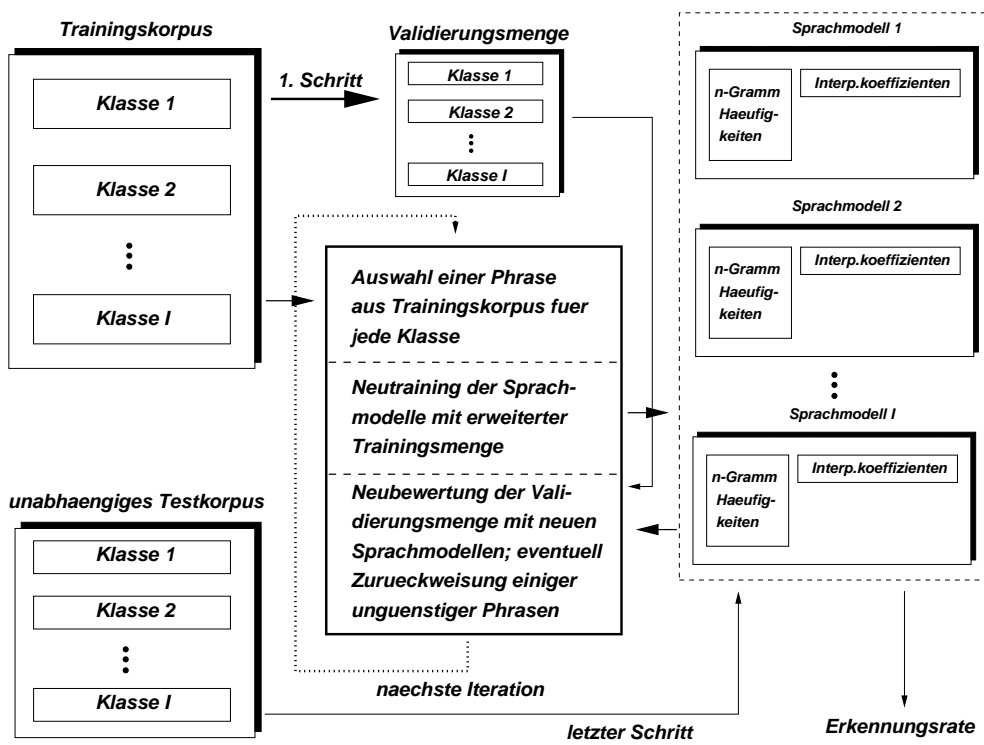 Trainingskorpus
Klasse 1
Klasse 2
Klasse I
1. Schritt
Validierungsmenge
Klasse 1
Klasse 2
Klasse I
Auswahl einer Phrase
aus Trainingskorpus fuer
jede Klasse
Neutraining der Sprach-
modelle mit erweiterter
Trainingsmenge
Neubewertung der Vali-
dierungsmenge mit neuen
Sprachmodellen; eventuell
Zurueckweisung einiger
unguenstiger Phrasen
naechste Iteration
unabhaengiges Testkorpus
Klasse 1
Klasse 2
Klasse I
letzter Schritt
Sprachmodell 1
n-Gramm
Haeufig-
keiten
Interp.koeffizienten
Sprachmodell 2
n-Gramm
Haeufig-
keiten
Interp.koeffizienten
Sprachmodell I
n-Gramm
Haeufig-
keiten
Interp.koeffizienten
Erkennungsrate